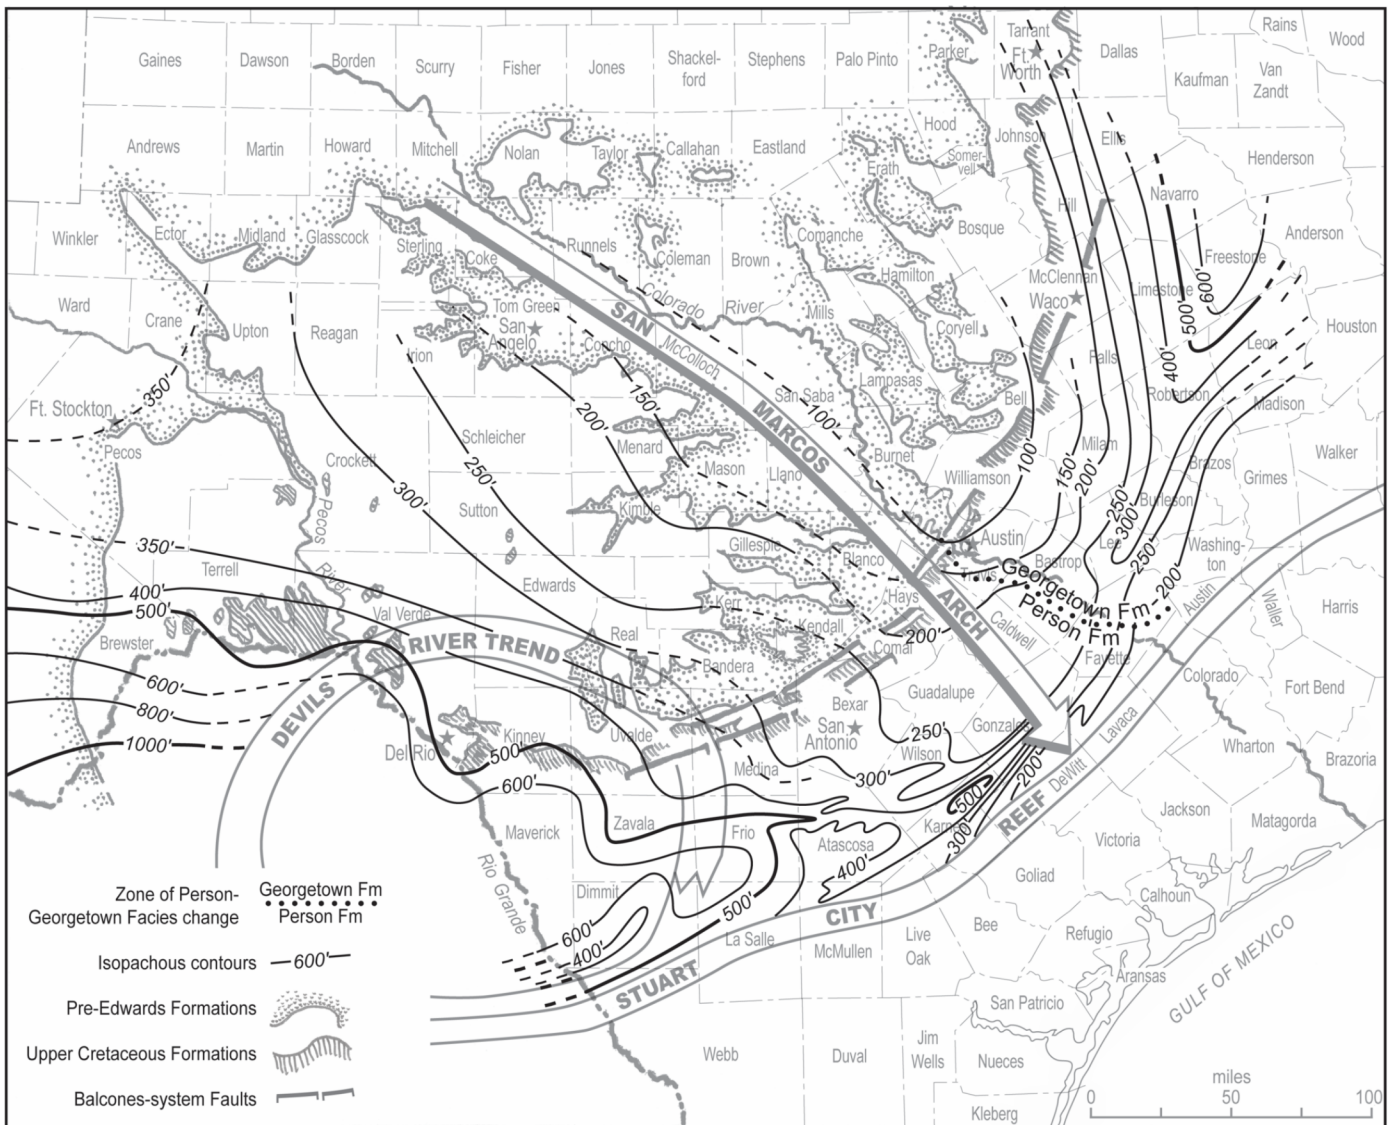 Gaines
Dawson
Borden
Scurry
Fisher
Jones
Shackel-
ford
Stephens
Palo Pinto
Parker
Tarrant
Ft.
Worth
Dallas
Rains
Wood
Kaufman
Van
Zandt
Andrews
Martin
Howard
Mitchell
Nolan
Taylor
Callahan
Eastland
Hood
Johnson
Ellis
Somer-
vell
Erath
Henderson
Navarro
Winkler
Ector
Midland
Glasscock
Sterling
Coke
Runnels
Coleman
Brown
Comanche
Bosque
Hill
Hamilton
McClennan
Waco
Limestone
Freestone
Anderson
600'
500'
400'
Ward
Crane
Upton
Reagan
Irion
Tom Green
San
Angelo
Concho
Colorado
River
SAN
MARCOS
ARCH
McColloch
Mills
Coryell
Falls
Leon
Houston
350'
Ft. Stockton
Pecos
Crockett
Schleicher
Menard
San Saba
Lampasas
Bell
Robertson
Madison
200'
150'
100'
250'
300'
Mason
Llano
Burnet
Williamson
100'
Milam
150'
200'
250'
300'
Brazos
Burleson
Grimes
Walker
Sutton
Kimble
Gillespie
Blanco
Austin
Travis
Bastrop
Lee
250'
200'
Washing-
ton
Austin
Waller
Harris
Pecos
River
350'
400'
500'
Terrell
Val Verde
Edwards
Kerr
Kendall
Hays
Comal
200'
Caldwell
Georgetown Fm
Person Fm
Fayette
Brewster
RIVER TREND
DEVILS
Real
Bandera
Colorado
Fort Bend
600'
800'
1000'
Del Rio
Kinney
500'
600'
Uvalde
Medina
Bexar
San
Antonio
Guadalupe
Gonzales
Wilson
250'
300'
Lavaca
Wharton
Brazoria
DeWitt
200'
500'
300'
Karnes
REEF
Jackson
Matagorda
Victoria
Maverick
Zavala
Frio
Atascosa
400'
Goliad
Calhoun
Rio Grande
Dimmit
500'
600'
400'
La Salle
CITY
STUART
McMullen
Live
Oak
Bee
Refugio
Aransas
GULF OF MEXICO
San Patricio
Webb
Duval
Jim
Wells
Nueces
Kleberg
Zone of Person-
Georgetown Facies change
Georgetown Fm
Person Fm
Isopachous contours
600'
Pre-Edwards Formations
Upper Cretaceous Formations
Balcones-system Faults
miles
0
50
100